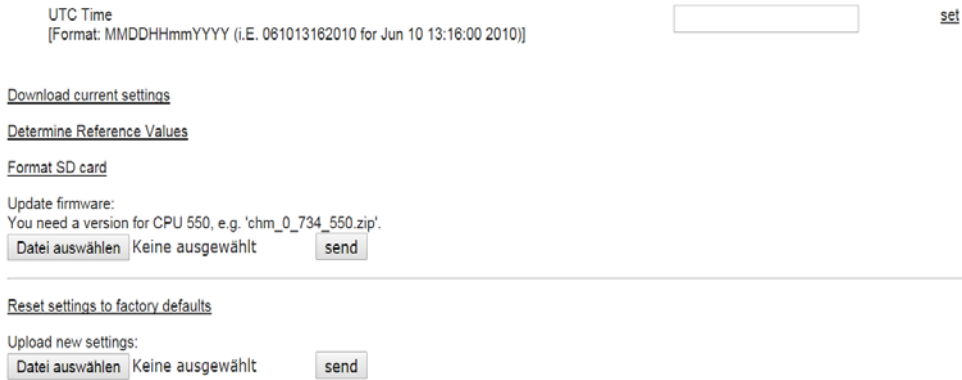 UTC Time set
[Format: MMDDHHmmYYYY (i.E. 061013162010 for Jun 10 13:16:00 2010)]
Download current settings
Determine Reference Values
Format SD card
Update firmware:
You need a version for CPU 550, e.g. 'chm_0_734_550.zip'.
Datei auswählen Keine ausgewählt send
Reset settings to factory defaults
Upload new settings:
Datei auswählen Keine ausgewählt send